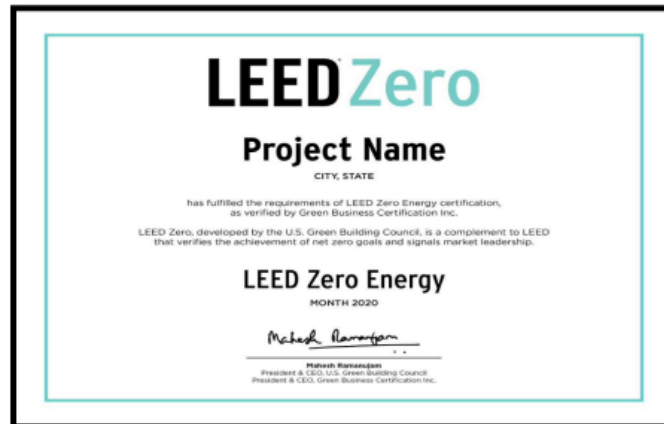 LEED Zero
Project Name
CITY, STATE
has fulfilled the requirements of LEED Zero Energy certification,
as verified by Green Business Certification Inc.
LEED Zero, developed by the U.S. Green Building Council, is a complement to LEED
that verifies the achievement of net zero goals and signals market leadership.
LEED Zero Energy
MONTH 2020
Mahesh Ramanujam
Mahesh Ramanujam
President & CEO, U.S. Green Building Council
President & CEO, Green Business Certification Inc.